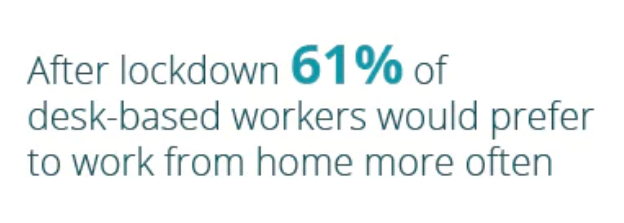 After lockdown 61% of
desk-based workers would prefer
to work from home more often